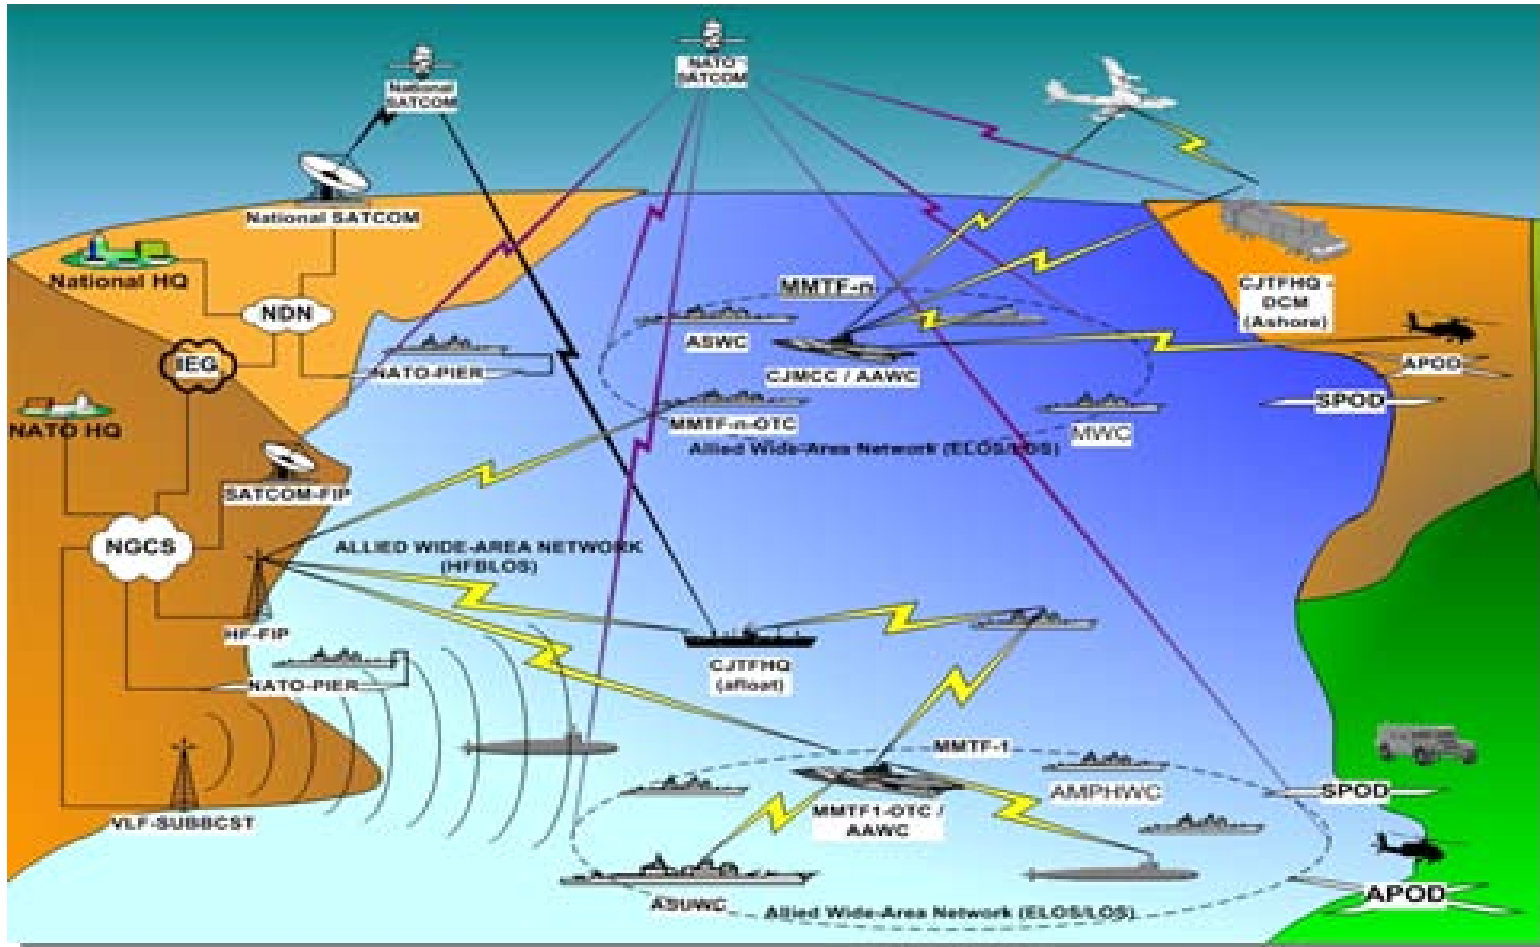 National
SATCOM
NATO
SATCOM
National SATCOM
National HQ
NDN
IEG
NATO-PIER
NATO HQ
SATCOM-FIP
NGCS
MMTF-n
ASWC
CJMCC / AAWC
MMTF-n-OTC
MWC
Allied Wide-Area Network (ELOS/LOS)
CJTFHQ -
DCM
(Ashore)
APOD
SPOD
ALLIED WIDE-AREA NETWORK
(HFBLOS)
HF-FIP
NATO-PIER
CJTFHQ
(afloat)
VLF-SUBBCST
MMTF-1
AMPHWC
MMTF1-OTC /
AAWC
ASUWC
Allied Wide-Area Network (ELOS/LOS)
SPOD
APOD